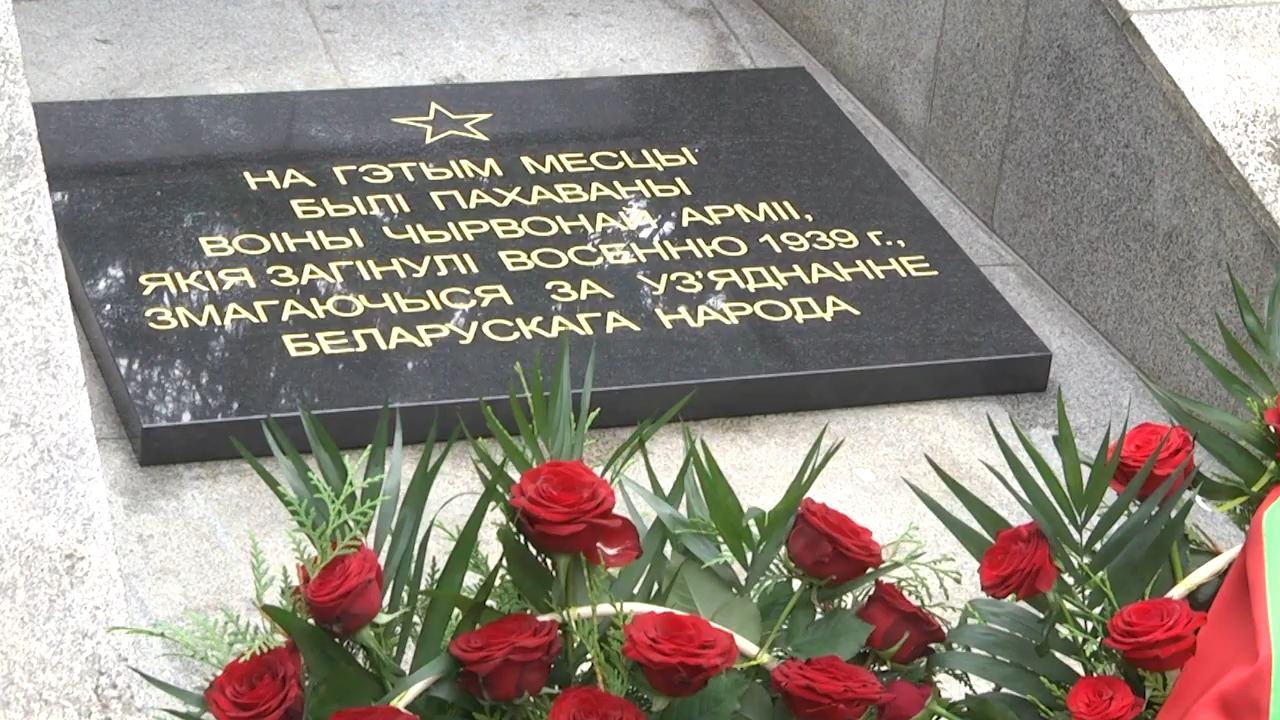 НА ГЭТЫМ МЕСЦЫ
БЫЛІ ПАХАВАНЫ
ВОІНЫ ЧЫРВОНАЙ АРМІІ,
ЯКІЯ ЗАГІНУЛІ ВОСЕННЮ 1939 г.,
ЗМАГАЮЧЫСЯ ЗА УЗ'ЯДНАННЕ
БЕЛАРУСКАГА НАРОДА